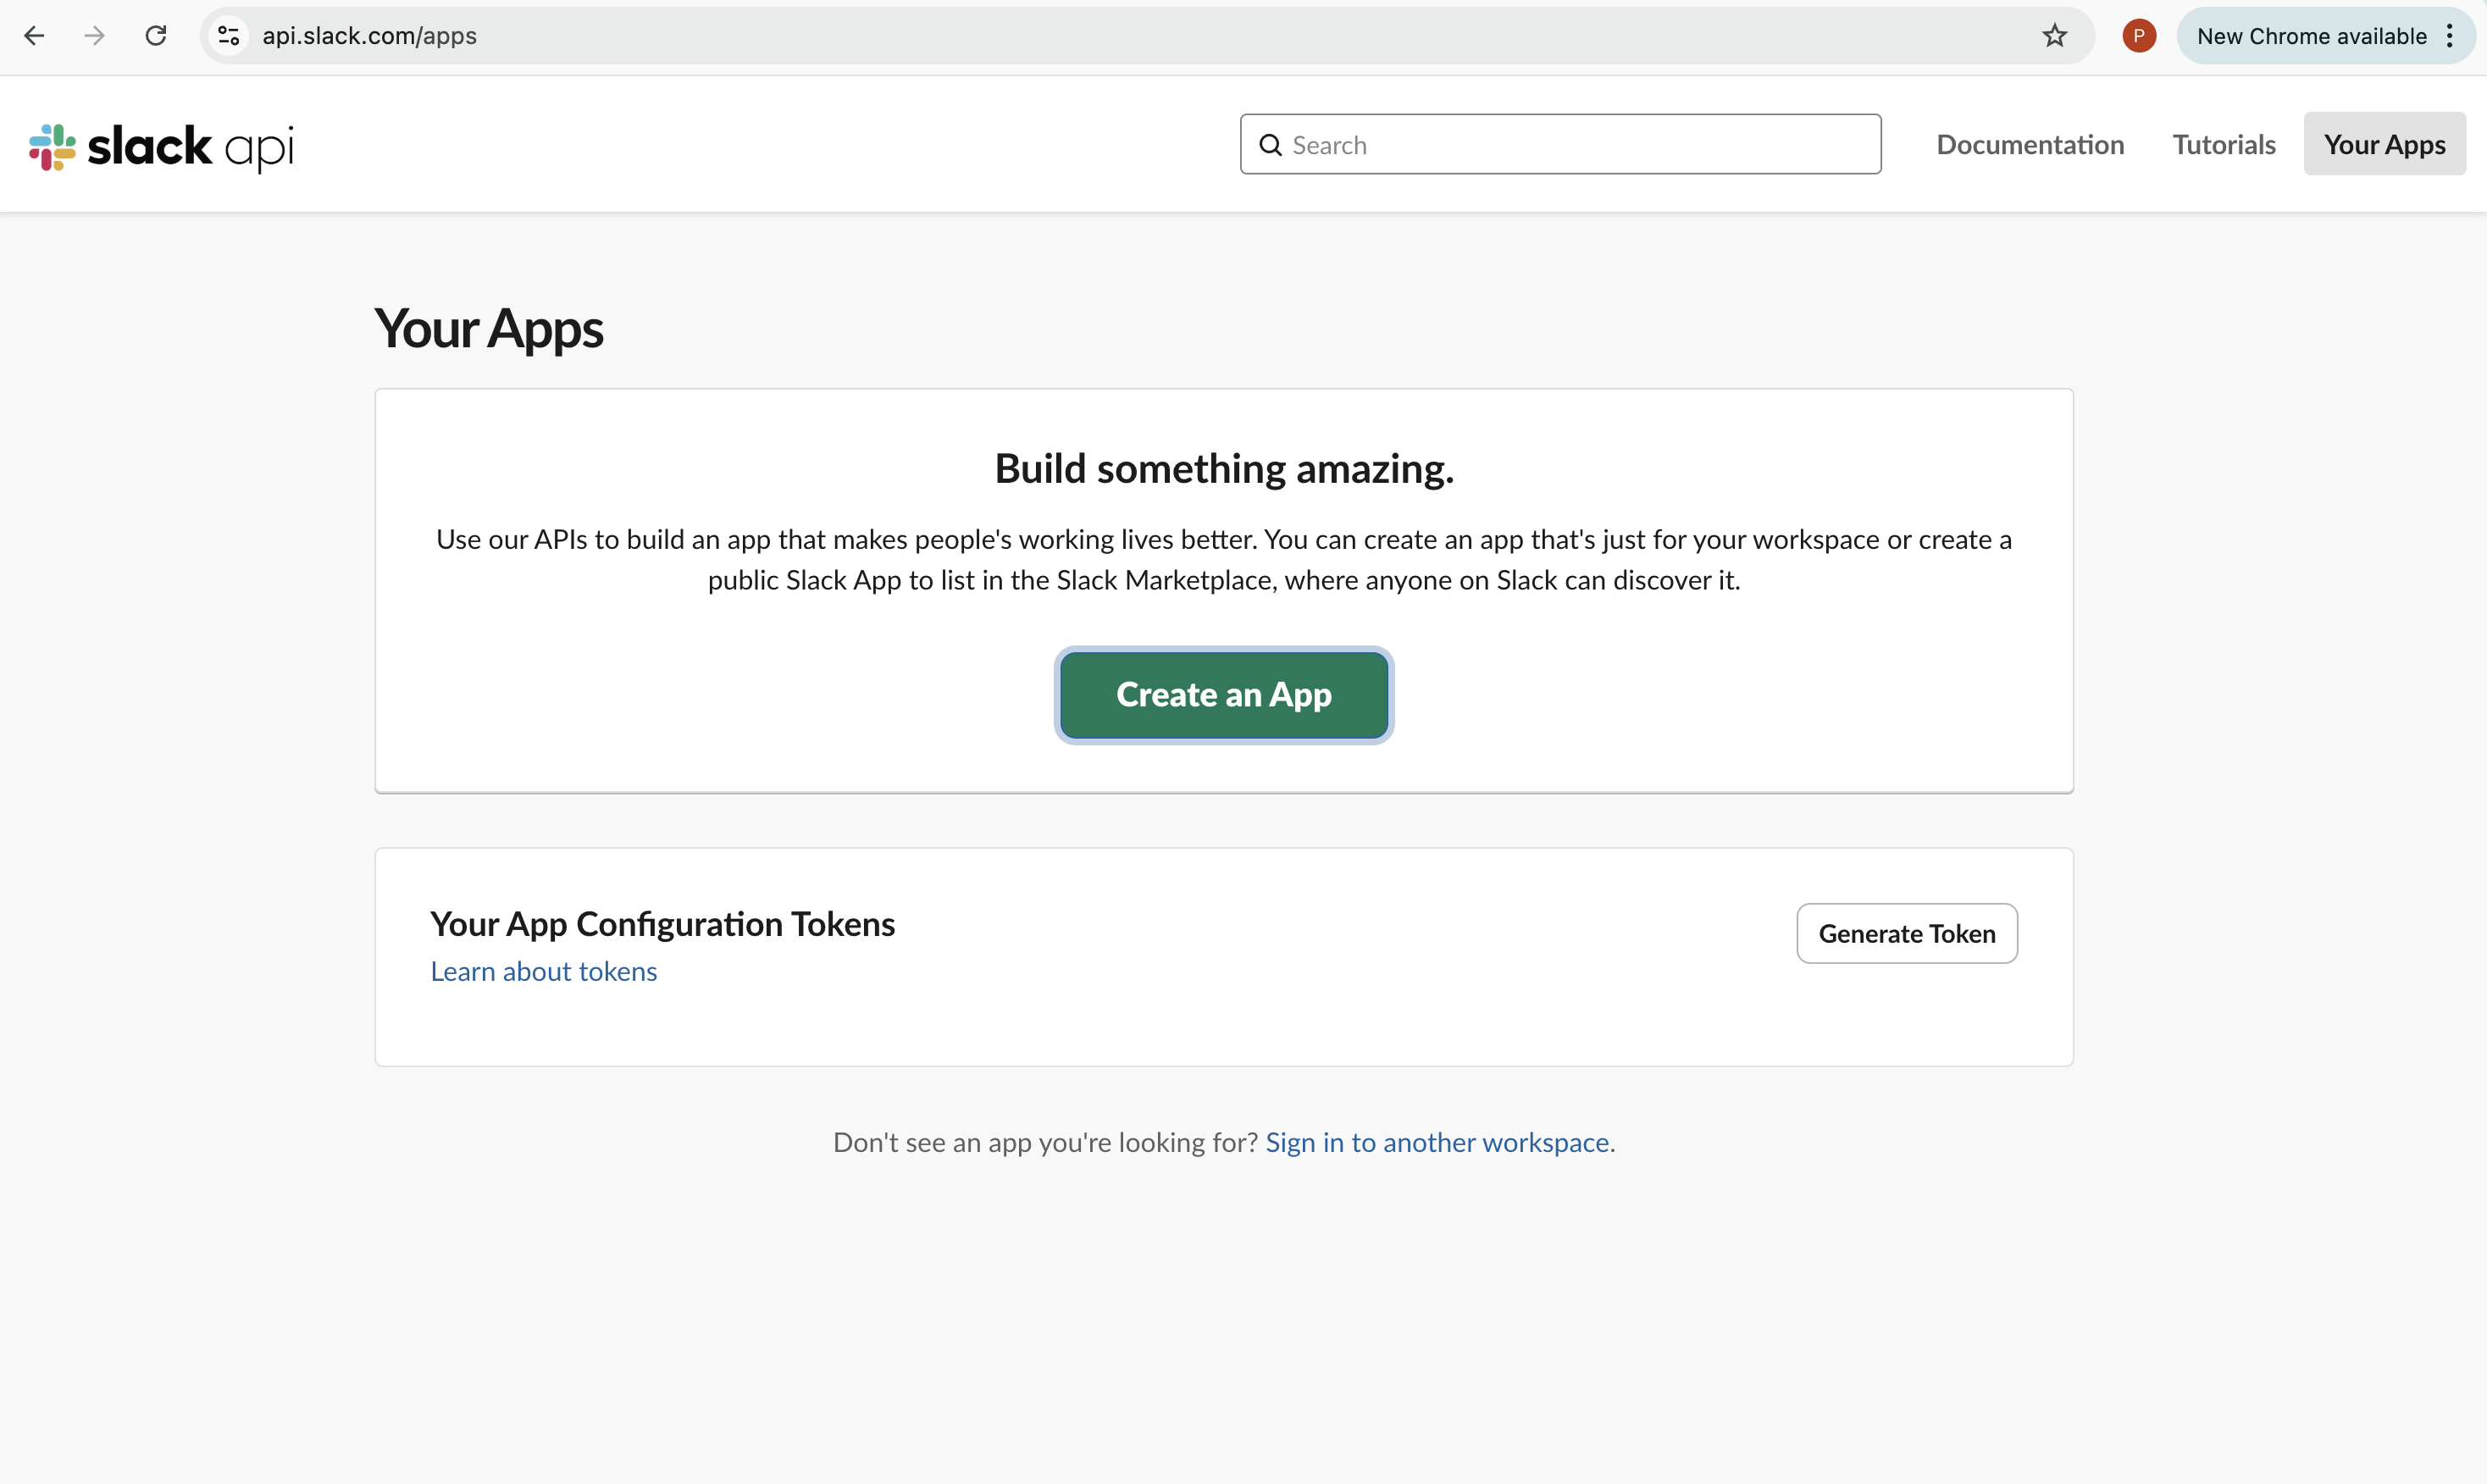 api.slack.com/apps
P
New Chrome available
slack api
Search
Documentation
Tutorials
Your Apps
Your Apps
Build something amazing.
Use our APIs to build an app that makes people's working lives better. You can create an app that's just for your workspace or create a
public Slack App to list in the Slack Marketplace, where anyone on Slack can discover it.
Create an App
Your App Configuration Tokens
Generate Token
Learn about tokens
Don't see an app you're looking for? Sign in to another workspace.